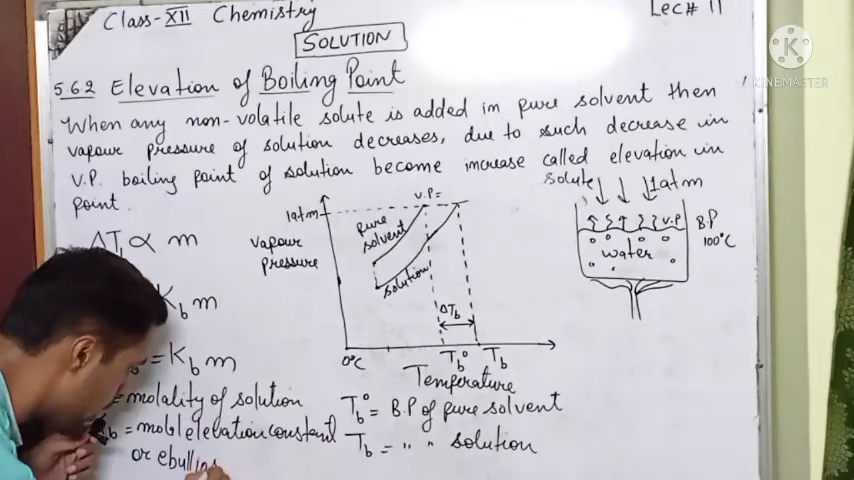 Class-XII Chemistry
Lec# 11
SOLUTION
K
KINEMASTER
5.6.2 Elevation of Boiling Point
When any non-volatile solute is added in pure solvent then
vapour pressure of solution decreases, due to such decrease in
V.P. boiling point of solution become increase called elevation in
point.
solute
1atm
V.P
B.P
100°C
water
V.P=
1atm
vapour
pressure
pure
solvent
solution
ΔTb
0°C
Tb° Tb
Temperature
ΔT ∝ m
Kb m
= Kb m
= molality of solution
= molel elevation constant
or ebullios
Tb° = B.P of pure solvent
Tb = " " solution